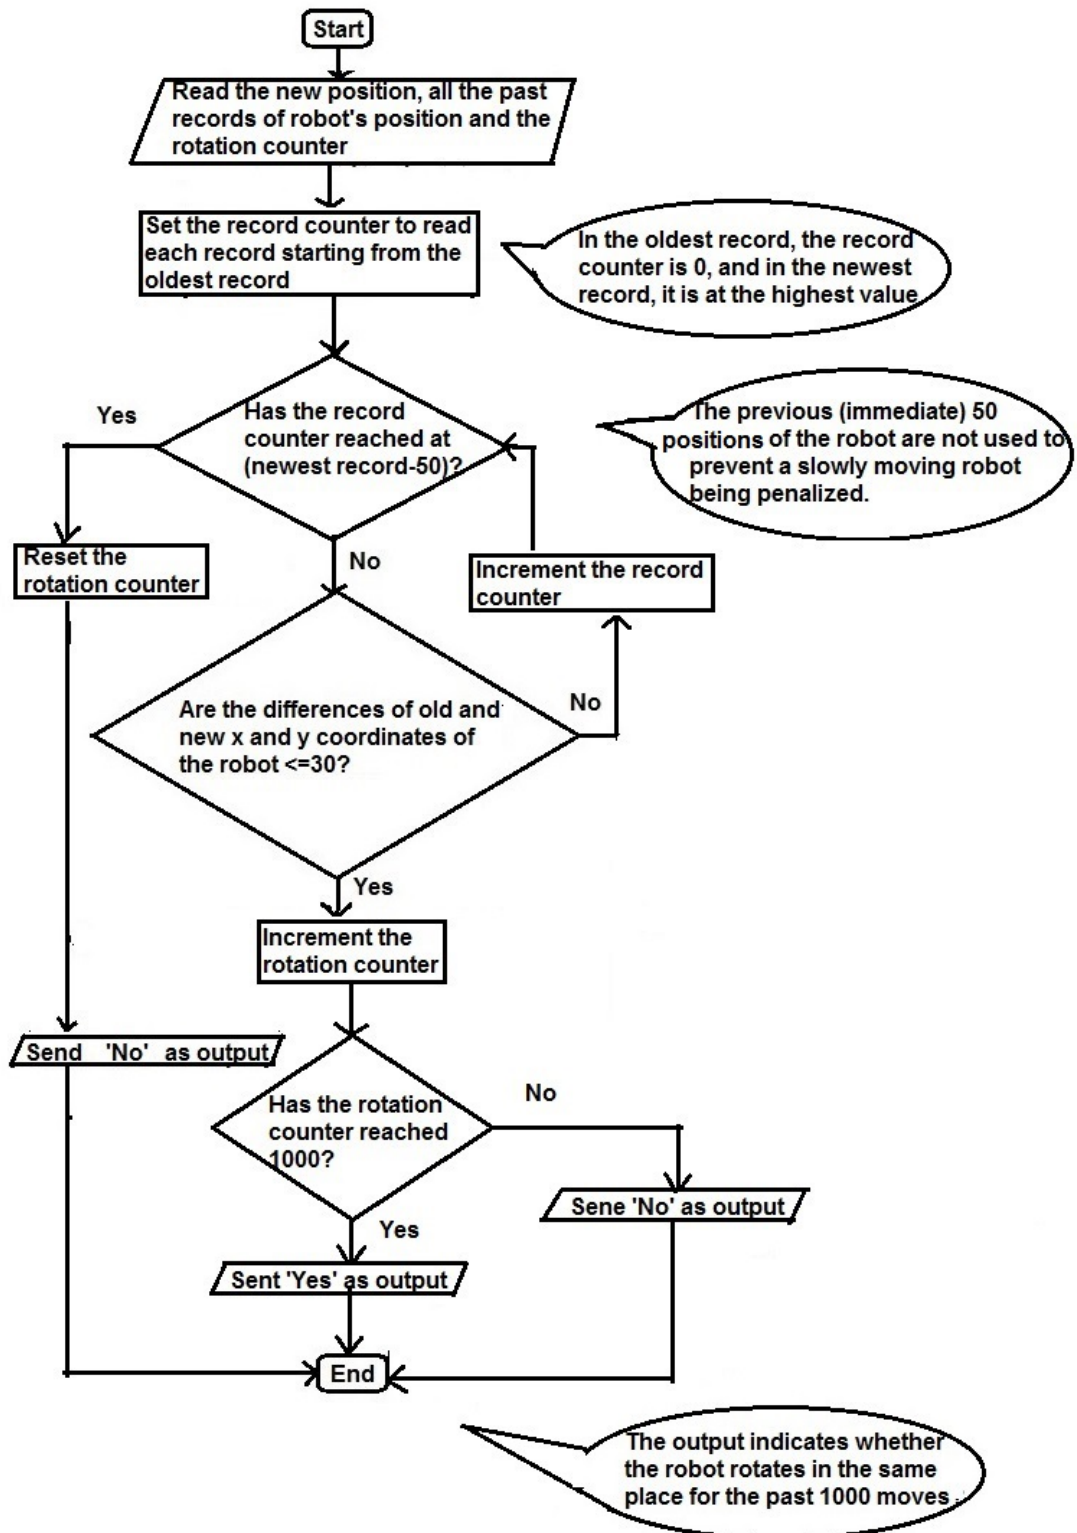 Start
Read the new position, all the past
records of robot's position and the
rotation counter
Set the record counter to read
each record starting from the
oldest record
In the oldest record, the record
counter is 0, and in the newest
record, it is at the highest value
Yes
Has the record
counter reached at
(newest record-50)?
The previous (immediate) 50
positions of the robot are not used to
prevent a slowly moving robot
being penalized.
Reset the
rotation counter
No
Increment the record
counter
Are the differences of old and
new x and y coordinates of
the robot <=30?
No
Yes
Increment the
rotation counter
Send 'No' as output
Has the rotation
counter reached
1000?
No
Sene 'No' as output
Yes
Sent 'Yes' as output
End
The output indicates whether
the robot rotates in the same
place for the past 1000 moves.